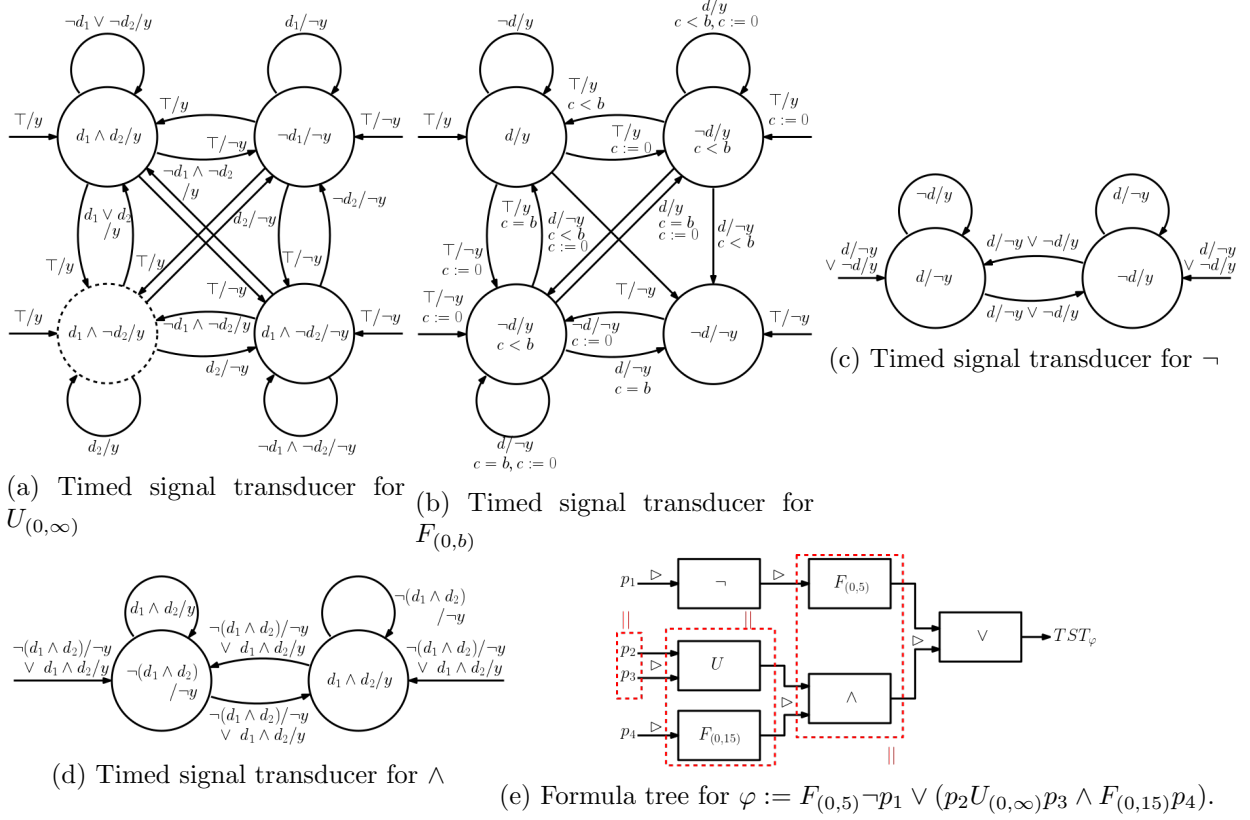 ¬d₁ ∨ ¬d₂/y
d₁/¬y
⊤/y
⊤/y
d₁ ∧ d₂/y
⊤/¬y
¬d₁/¬y
⊤/¬y
¬d₁ ∧ ¬d₂
/y
d₁ ∨ d₂
/y
d₂/¬y
¬d₂/¬y
⊤/y
⊤/y
⊤/¬y
⊤/¬y
⊤/y
d₁ ∧ ¬d₂/y
¬d₁ ∧ ¬d₂/y
d₁ ∧ ¬d₂/¬y
⊤/¬y
d₂/¬y
d₂/y
¬d₁ ∧ ¬d₂/¬y
(a) Timed signal transducer for
U₍₀,∞₎
¬d/y
d/y
c < b, c := 0
⊤/y
c < b
⊤/y
d/y
⊤/y
c := 0
¬d/y
c < b
⊤/y
c := 0
⊤/y
c = b
d/¬y
c < b
c := 0
d/y
c = b
c := 0
d/¬y
c < b
⊤/¬y
c := 0
⊤/¬y
⊤/¬y
c := 0
¬d/y
c < b
¬d/¬y
c := 0
¬d/¬y
⊤/¬y
d/¬y
c = b
d/¬y
c = b, c := 0
(b) Timed signal transducer for
F₍₀,b₎
¬d/y
d/¬y
d/¬y
∨ ¬d/y
d/¬y
d/¬y ∨ ¬d/y
¬d/y
d/¬y
∨ ¬d/y
d/¬y ∨ ¬d/y
(c) Timed signal transducer for ¬
d₁ ∧ d₂/y
¬(d₁ ∧ d₂)
/¬y
¬(d₁ ∧ d₂)/¬y
∨ d₁ ∧ d₂/y
¬(d₁ ∧ d₂)/¬y
∨ d₁ ∧ d₂/y
¬(d₁ ∧ d₂)/¬y
∨ d₁ ∧ d₂/y
¬(d₁ ∧ d₂)
/¬y
d₁ ∧ d₂/y
¬(d₁ ∧ d₂)/¬y
∨ d₁ ∧ d₂/y
(d) Timed signal transducer for ∧
p₁ ▷ ¬ ▷ F₍₀,₅₎
|| ||
p₂ ▷ U
p₃
▷ ∨ TST_φ
▷ ∧
p₄ ▷ F₍₀,₁₅₎
||
(e) Formula tree for φ := F₍₀,₅₎¬p₁ ∨ (p₂U₍₀,∞₎p₃ ∧ F₍₀,₁₅₎p₄).